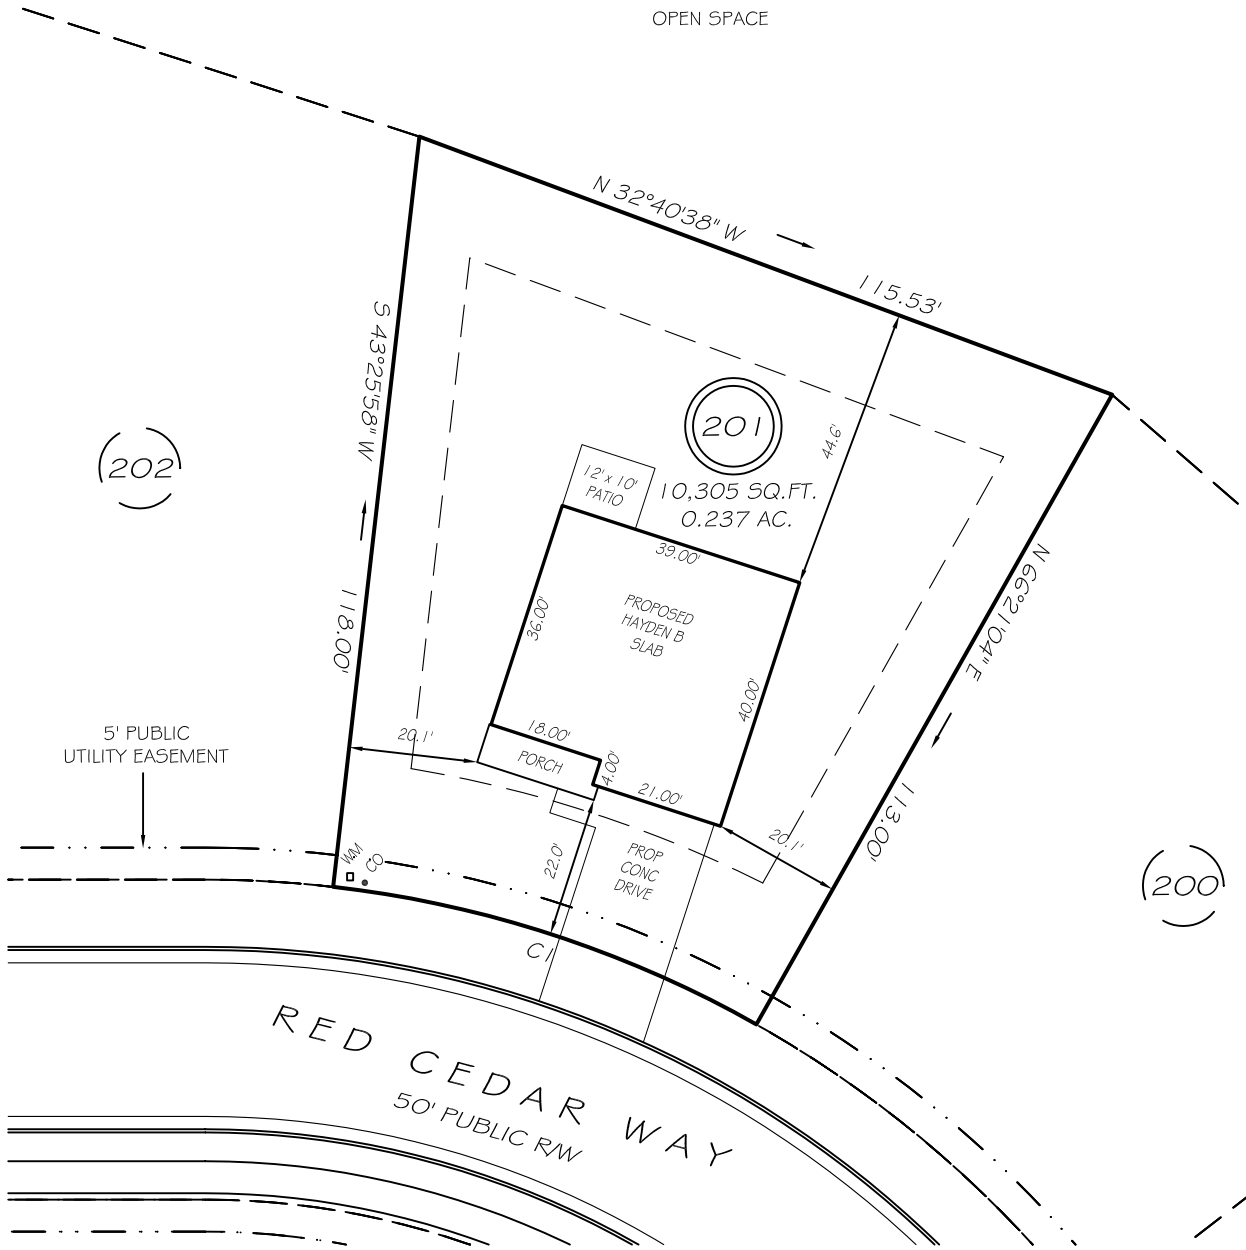 OPEN SPACE
N 32°40'38" W
115.53'
S 43°25'58" W
118.00'
201
10,305 SQ.FT.
0.237 AC.
44.6'
202
12' x 10'
PATIO
39.00'
PROPOSED
HAYDEN B
SLAB
36.00'
40.00'
N 66°21'04" E
113.00'
18.00'
PORCH
4.00'
21.00'
20.1'
20.1'
5' PUBLIC
UTILITY EASEMENT
WM
CO
22.0'
PROP
CONC
DRIVE
200
C1
RED CEDAR WAY
50' PUBLIC R/W